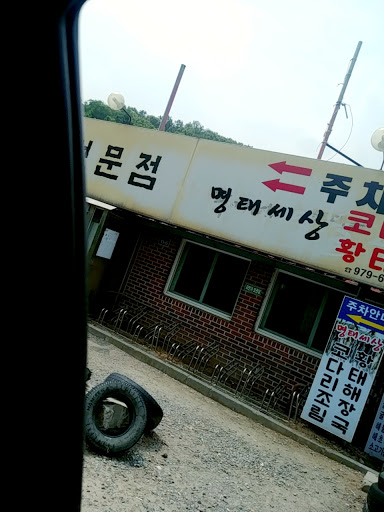 문점
명태세상
주차
코
황태
☎979-6
주차안
명태세상
황태해장국
코다리조림